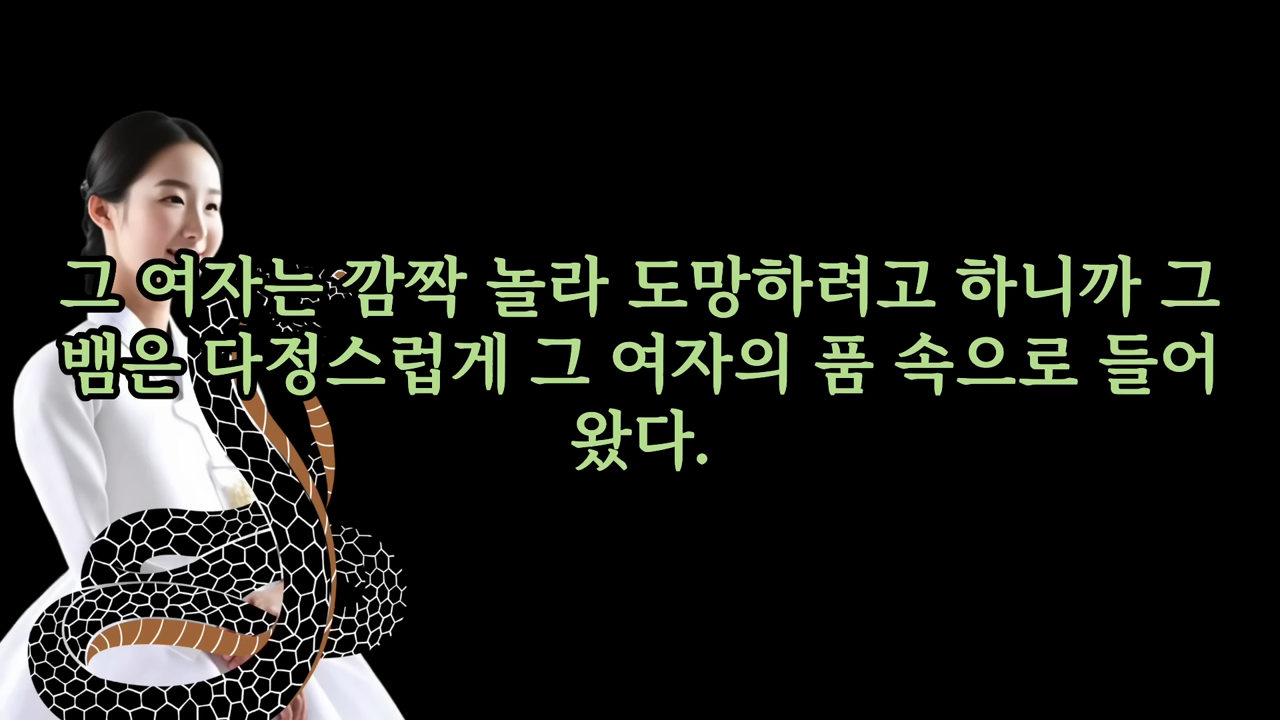 그 여자는 깜짝 놀라 도망하려고 하니까 그
뱀은 다정스럽게 그 여자의 품 속으로 들어
왔다.